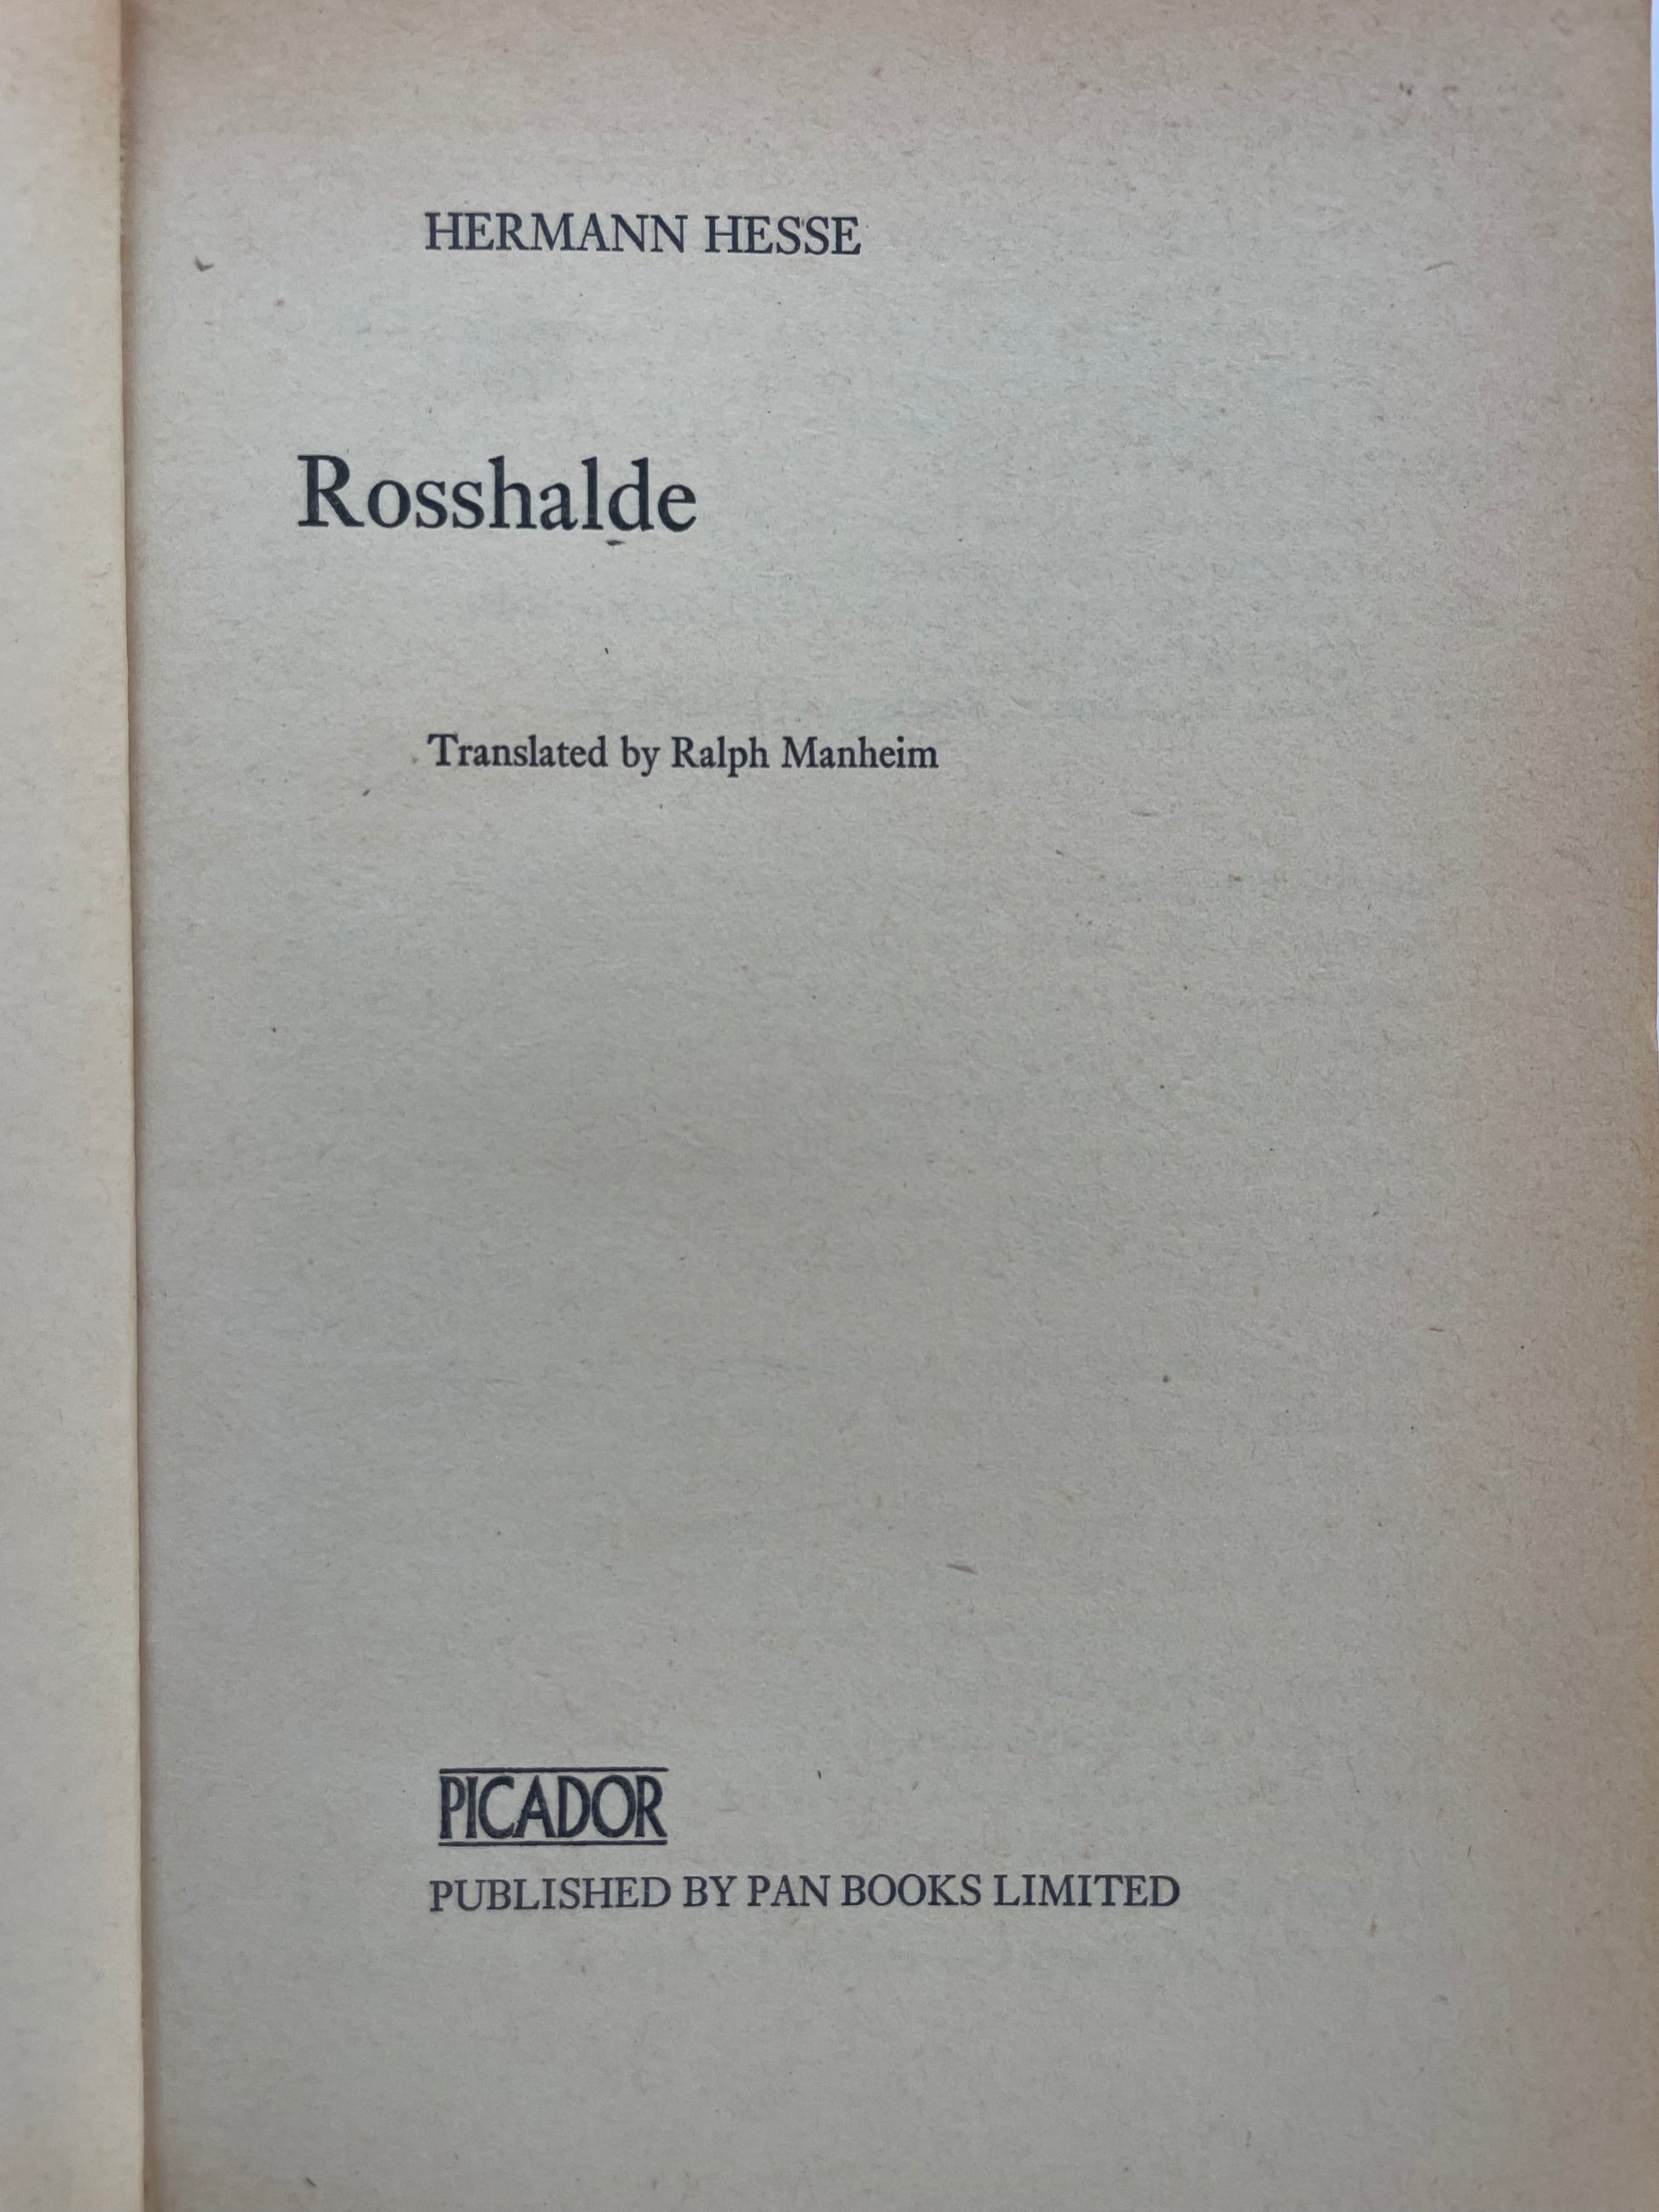 HERMANN HESSE
Rosshalde
Translated by Ralph Manheim
PICADOR
PUBLISHED BY PAN BOOKS LIMITED